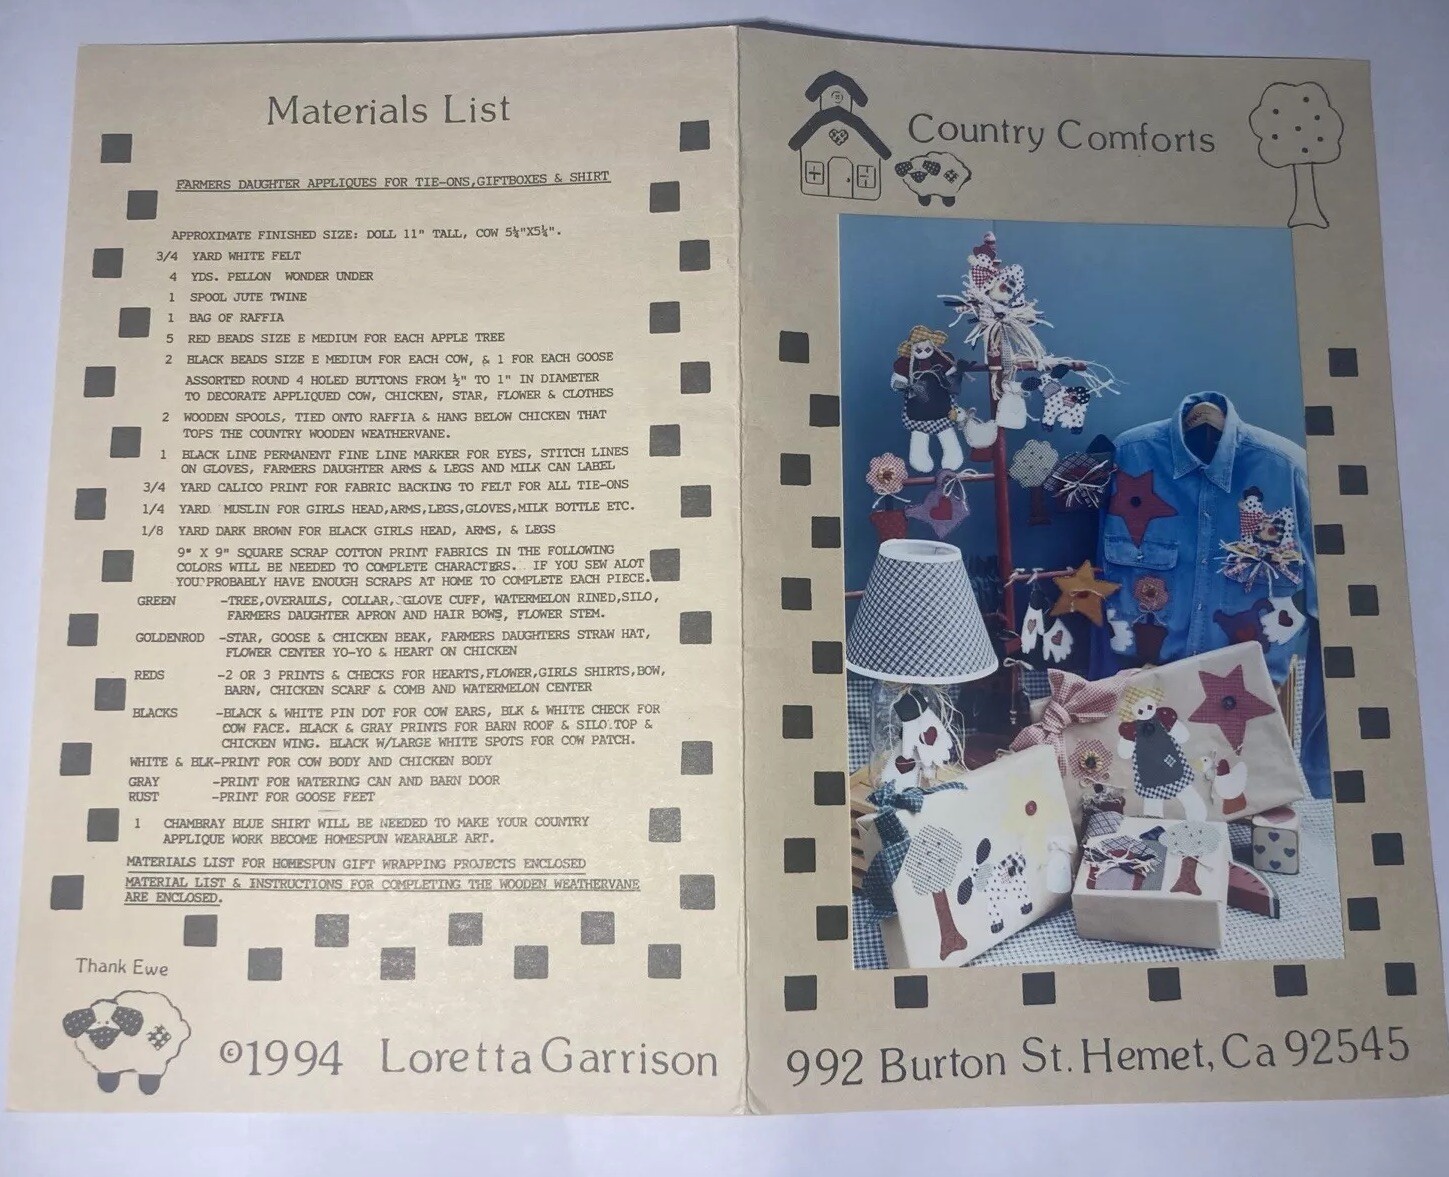 Materials List
FARMERS DAUGHTER APPLIQUES FOR TIE-ONS,GIFTBOXES & SHIRT
APPROXIMATE FINISHED SIZE: DOLL 11" TALL, COW 5¼"X5¼".
3/4 YARD WHITE FELT
4 YDS. PELLON WONDER UNDER
1 SPOOL JUTE TWINE
1 BAG OF RAFFIA
5 RED BEADS SIZE E MEDIUM FOR EACH APPLE TREE
2 BLACK BEADS SIZE E MEDIUM FOR EACH COW, & 1 FOR EACH GOOSE
ASSORTED ROUND 4 HOLED BUTTONS FROM ½" TO 1" IN DIAMETER
TO DECORATE APPLIQUED COW, CHICKEN, STAR, FLOWER & CLOTHES
2 WOODEN SPOOLS, TIED ONTO RAFFIA & HANG BELOW CHICKEN THAT
TOPS THE COUNTRY WOODEN WEATHERVANE.
1 BLACK LINE PERMANENT FINE LINE MARKER FOR EYES, STITCH LINES
ON GLOVES, FARMERS DAUGHTER ARMS & LEGS AND MILK CAN LABEL
3/4 YARD CALICO PRINT FOR FABRIC BACKING TO FELT FOR ALL TIE-ONS
1/4 YARD MUSLIN FOR GIRLS HEAD,ARMS,LEGS,GLOVES,MILK BOTTLE ETC.
1/8 YARD DARK BROWN FOR BLACK GIRLS HEAD, ARMS, & LEGS
9" X 9" SQUARE SCRAP COTTON PRINT FABRICS IN THE FOLLOWING
COLORS WILL BE NEEDED TO COMPLETE CHARACTERS. IF YOU SEW ALOT
YOU PROBABLY HAVE ENOUGH SCRAPS AT HOME TO COMPLETE EACH PIECE.
GREEN -TREE,OVERAULS, COLLAR, GLOVE CUFF, WATERMELON RINED,SILO,
FARMERS DAUGHTER APRON AND HAIR BOWS, FLOWER STEM.
GOLDENROD -STAR, GOOSE & CHICKEN BEAK, FARMERS DAUGHTERS STRAW HAT,
FLOWER CENTER YO-YO & HEART ON CHICKEN
REDS -2 OR 3 PRINTS & CHECKS FOR HEARTS,FLOWER,GIRLS SHIRTS,BOW,
BARN, CHICKEN SCARF & COMB AND WATERMELON CENTER
BLACKS -BLACK & WHITE PIN DOT FOR COW EARS, BLK & WHITE CHECK FOR
COW FACE. BLACK & GRAY PRINTS FOR BARN ROOF & SILO TOP &
CHICKEN WING. BLACK W/LARGE WHITE SPOTS FOR COW PATCH.
WHITE & BLK-PRINT FOR COW BODY AND CHICKEN BODY
GRAY -PRINT FOR WATERING CAN AND BARN DOOR
RUST -PRINT FOR GOOSE FEET
1 CHAMBRAY BLUE SHIRT WILL BE NEEDED TO MAKE YOUR COUNTRY
APPLIQUE WORK BECOME HOMESPUN WEARABLE ART.
MATERIALS LIST FOR HOMESPUN GIFT WRAPPING PROJECTS ENCLOSED
MATERIAL LIST & INSTRUCTIONS FOR COMPLETING THE WOODEN WEATHERVANE
ARE ENCLOSED.
Thank Ewe
©1994 Loretta Garrison
Country Comforts
992 Burton St. Hemet, Ca 92545